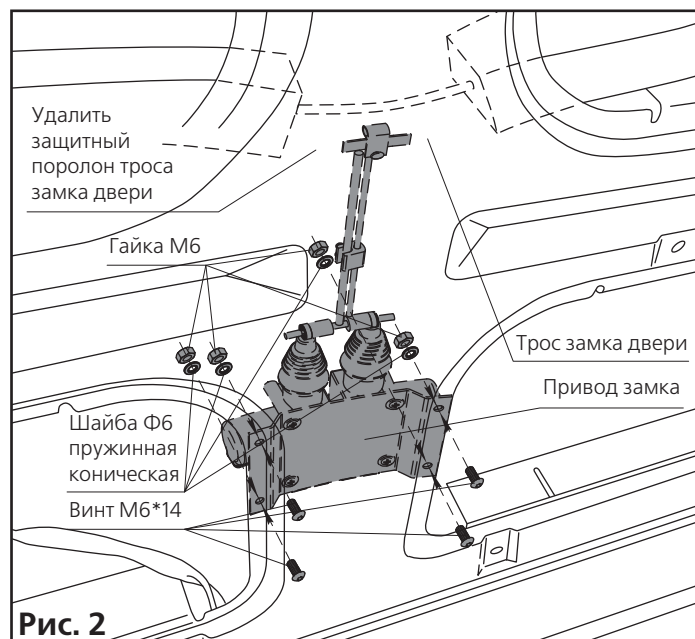 Удалить
защитный
поролон троса
замка двери
Гайка М6
Трос замка двери
Привод замка
Шайба Ф6
пружинная
коническая
Винт М6*14
Рис. 2